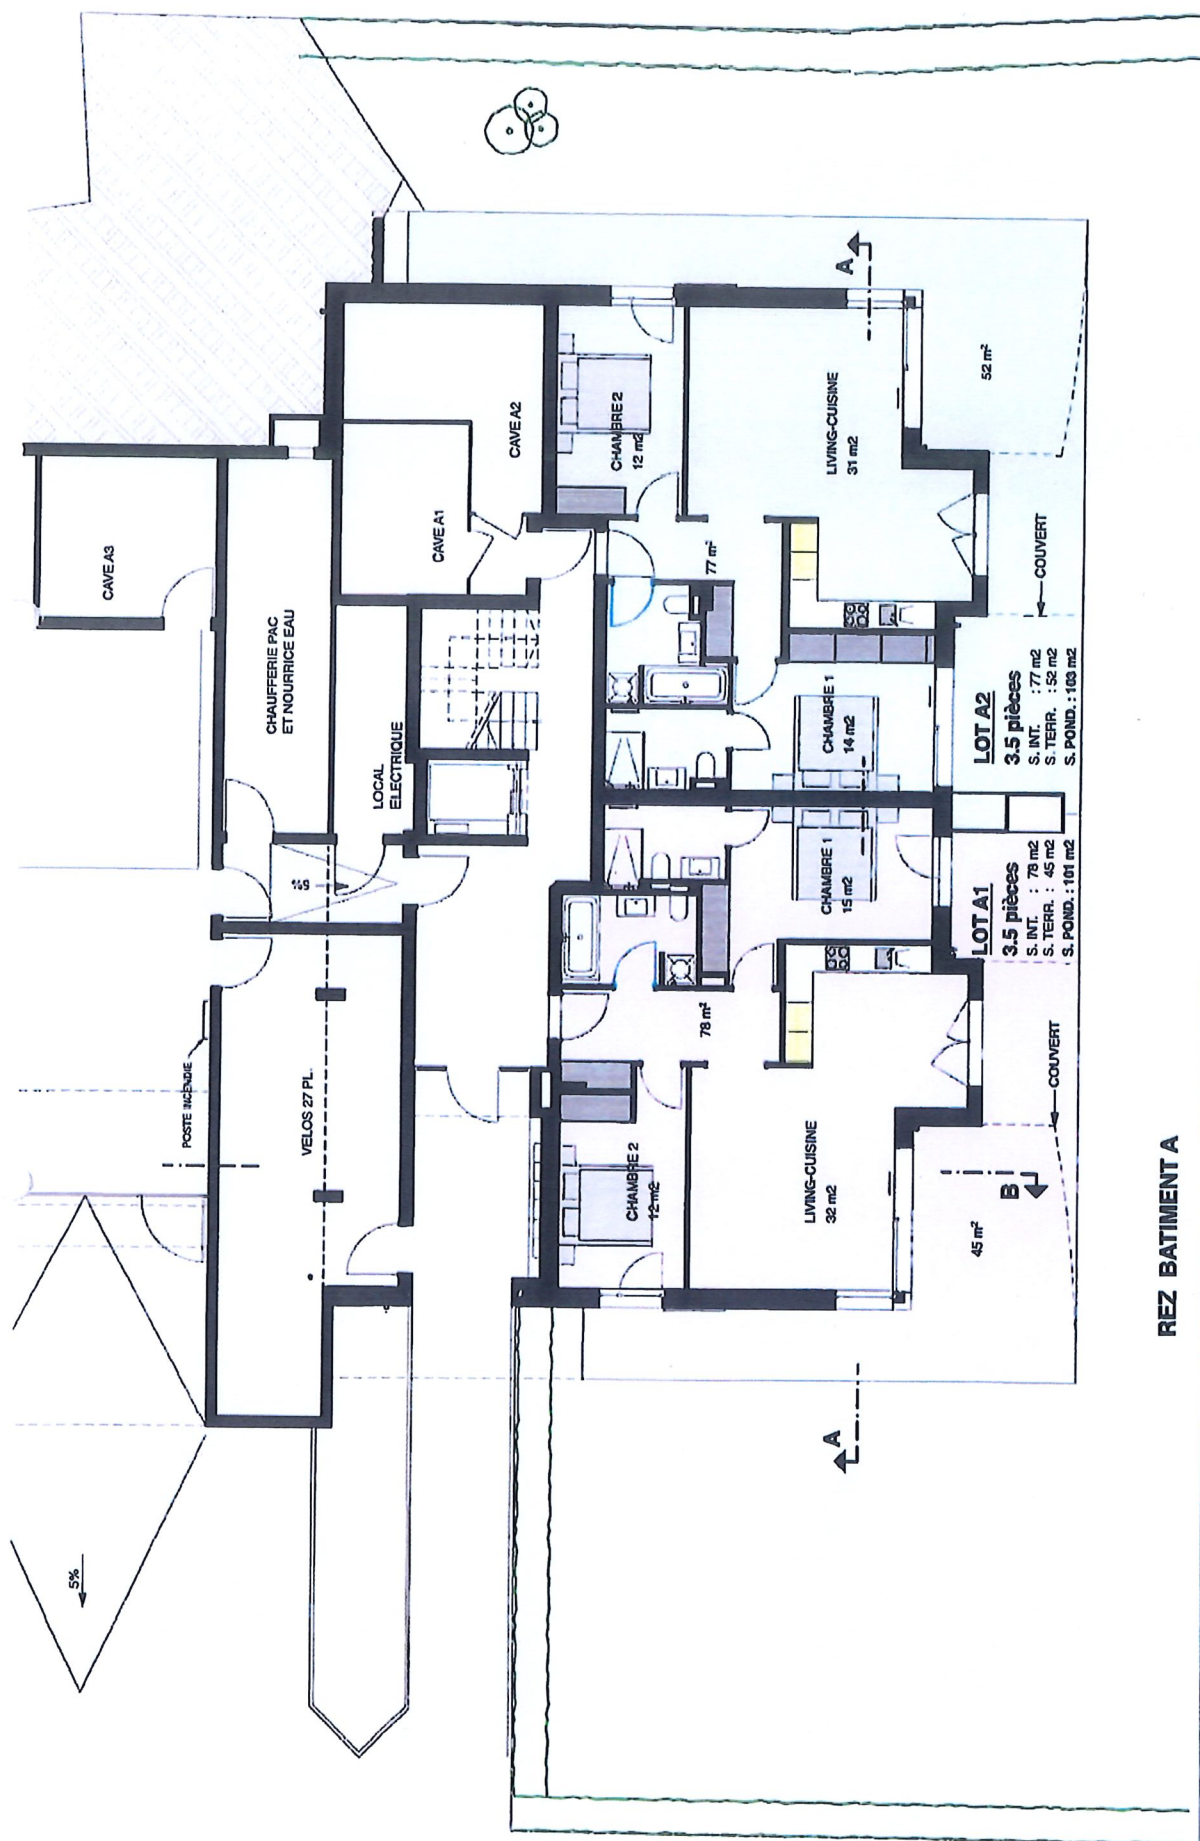 CAVE A3
CHAUFFERIE PAC
ET NOURRICE EAU
LOCAL
ELECTRIQUE
CAVE A1
CAVE A2
5%
POSTE INCENDIE
VELOS 27 PL.
5%
CHAMBRE 2
12 m2
LIVING-CUISINE
32 m2
78 m²
CHAMBRE 1
15 m2
CHAMBRE 1
14 m2
77 m²
CHAMBRE 2
12 m2
LIVING-CUISINE
31 m2
A
A
B
45 m²
COUVERT
LOT A1
3.5 pièces
S. INT. : 78 m2
S. TERR. : 45 m2
S. POND. : 101 m2
LOT A2
3.5 pièces
S. INT. : 77 m2
S. TERR. : 52 m2
S. POND. : 103 m2
COUVERT
52 m²
REZ BATIMENT A